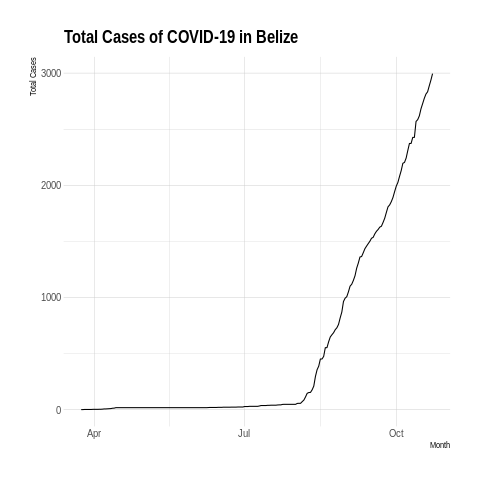 Total Cases of COVID-19 in Belize
Total Cases
3000
2000
1000
0
Apr
Jul
Oct
Month